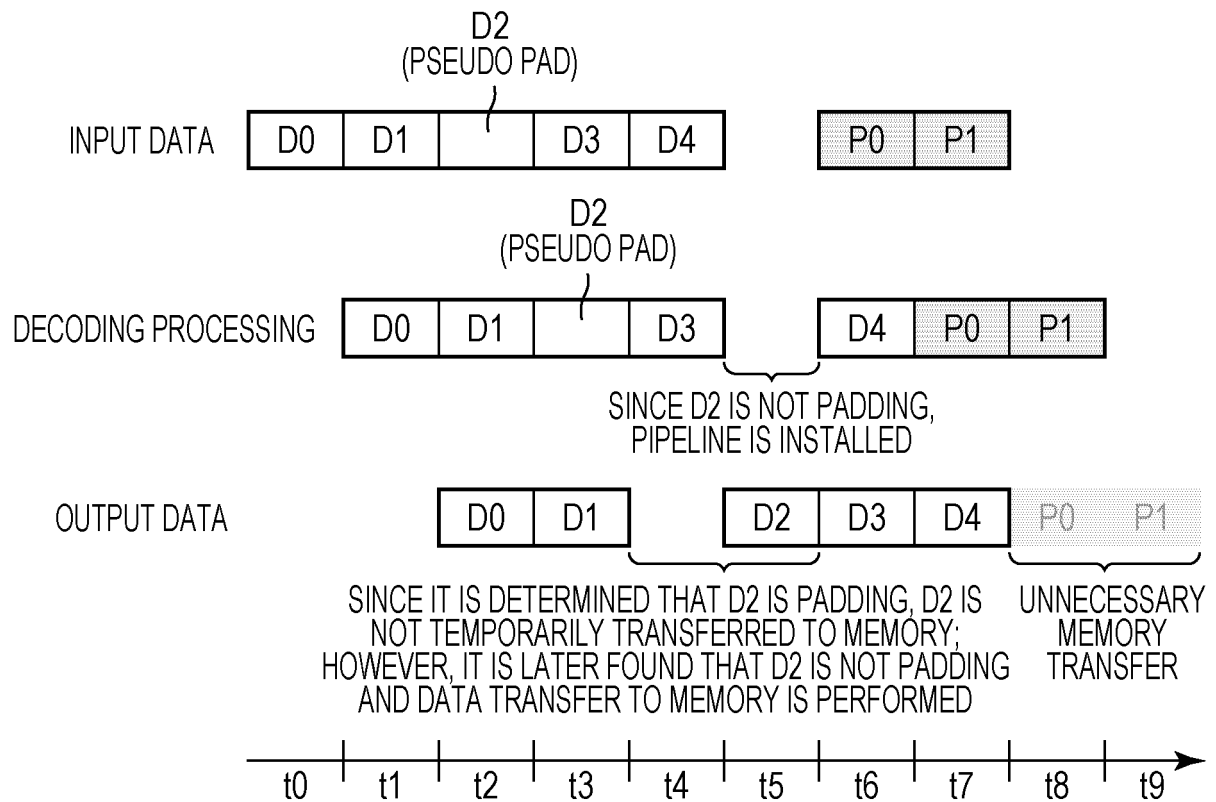 D2
(PSEUDO PAD)
INPUT DATA
D0 D1 D3 D4 P0 P1
D2
(PSEUDO PAD)
DECODING PROCESSING
D0 D1 D3 D4 P0 P1
SINCE D2 IS NOT PADDING,
PIPELINE IS INSTALLED
OUTPUT DATA
D0 D1 D2 D3 D4 P0 P1
SINCE IT IS DETERMINED THAT D2 IS PADDING, D2 IS
NOT TEMPORARILY TRANSFERRED TO MEMORY;
HOWEVER, IT IS LATER FOUND THAT D2 IS NOT PADDING
AND DATA TRANSFER TO MEMORY IS PERFORMED
UNNECESSARY
MEMORY
TRANSFER
t0 t1 t2 t3 t4 t5 t6 t7 t8 t9